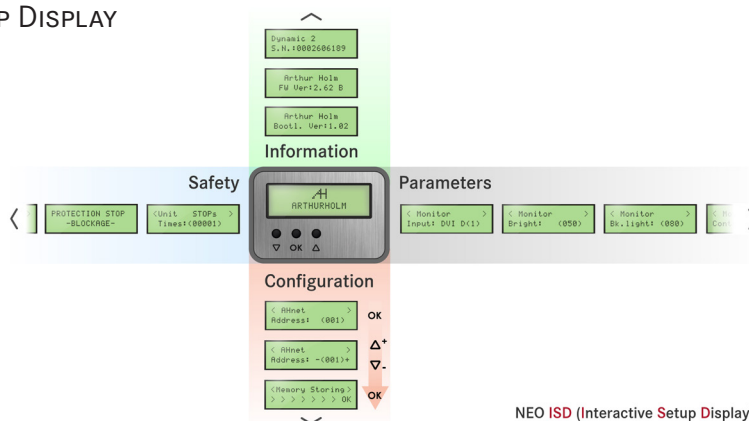 P DISPLAY
Dynamic 2
S.N.:0002606189
Arthur Holm
FW Ver:2.62 B
Arthur Holm
Bootl. Ver:1.02
Information
Safety
Parameters
PROTECTION STOP
-BLOCKAGE-
<Unit STOPs >
Times:(00001)
AH
ARTHURHOLM
OK
< Monitor >
Input: DVI D(1)
< Monitor >
Bright: (050)
< Monitor >
Bk.light: (080)
Cont
Configuration
< AHnet >
Address: (001)
OK
< AHnet >
Address: -(001)+
+
-
<Memory Storing>
> > > > > > > OK
OK
NEO ISD (Interactive Setup Display